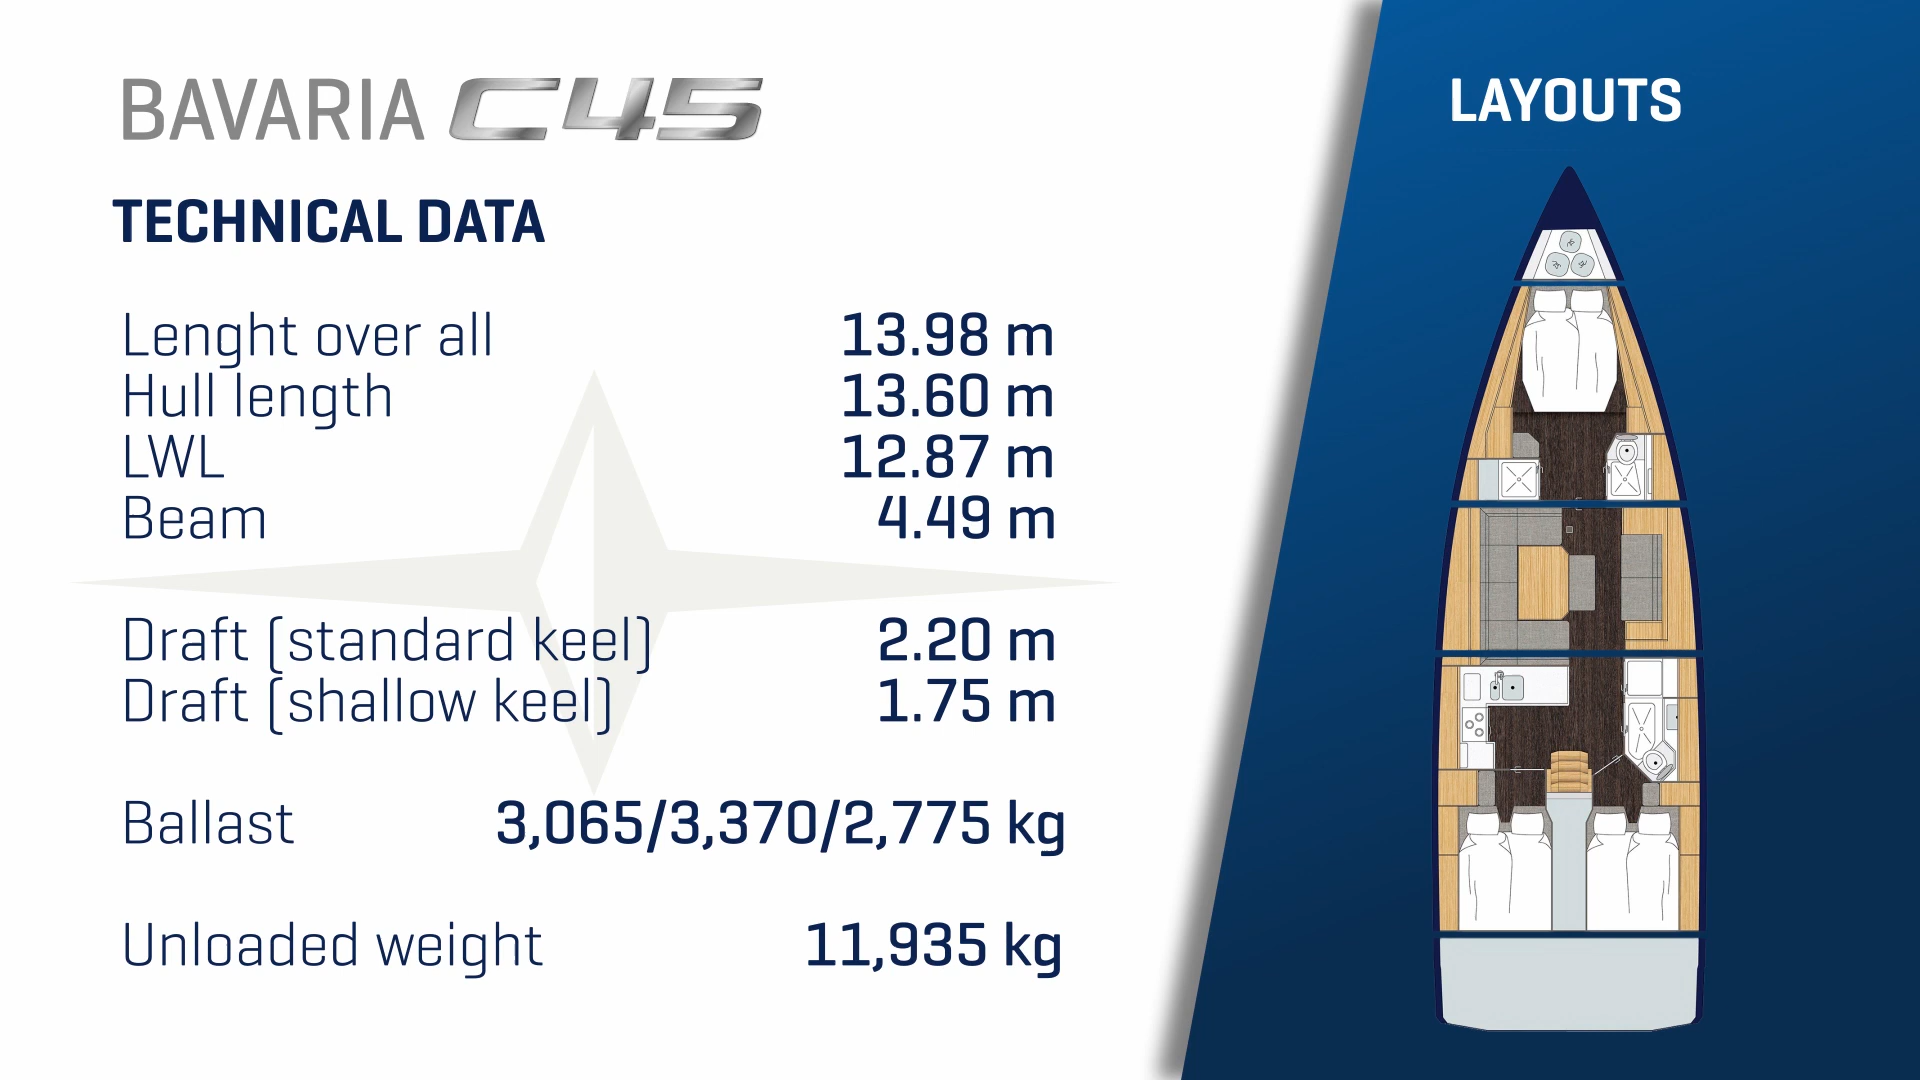 BAVARIA C45
TECHNICAL DATA
Lenght over all 13.98 m
Hull length 13.60 m
LWL 12.87 m
Beam 4.49 m
Draft (standard keel) 2.20 m
Draft (shallow keel) 1.75 m
Ballast 3,065/3,370/2,775 kg
Unloaded weight 11,935 kg
LAYOUTS